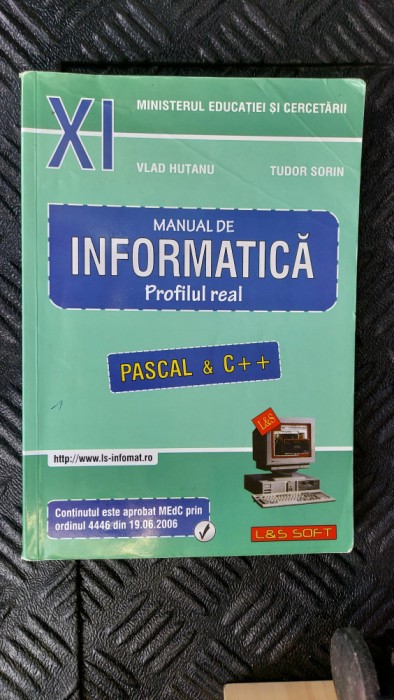 XI
MINISTERUL EDUCAȚIEI ȘI CERCETĂRII
VLAD HUȚANU TUDOR SORIN
MANUAL DE
INFORMATICĂ
Profilul real
PASCAL & C++
L&S
http://www.ls-infomat.ro
Continutul este aprobat MEdC prin
ordinul 4446 din 19.06.2006
L&S SOFT